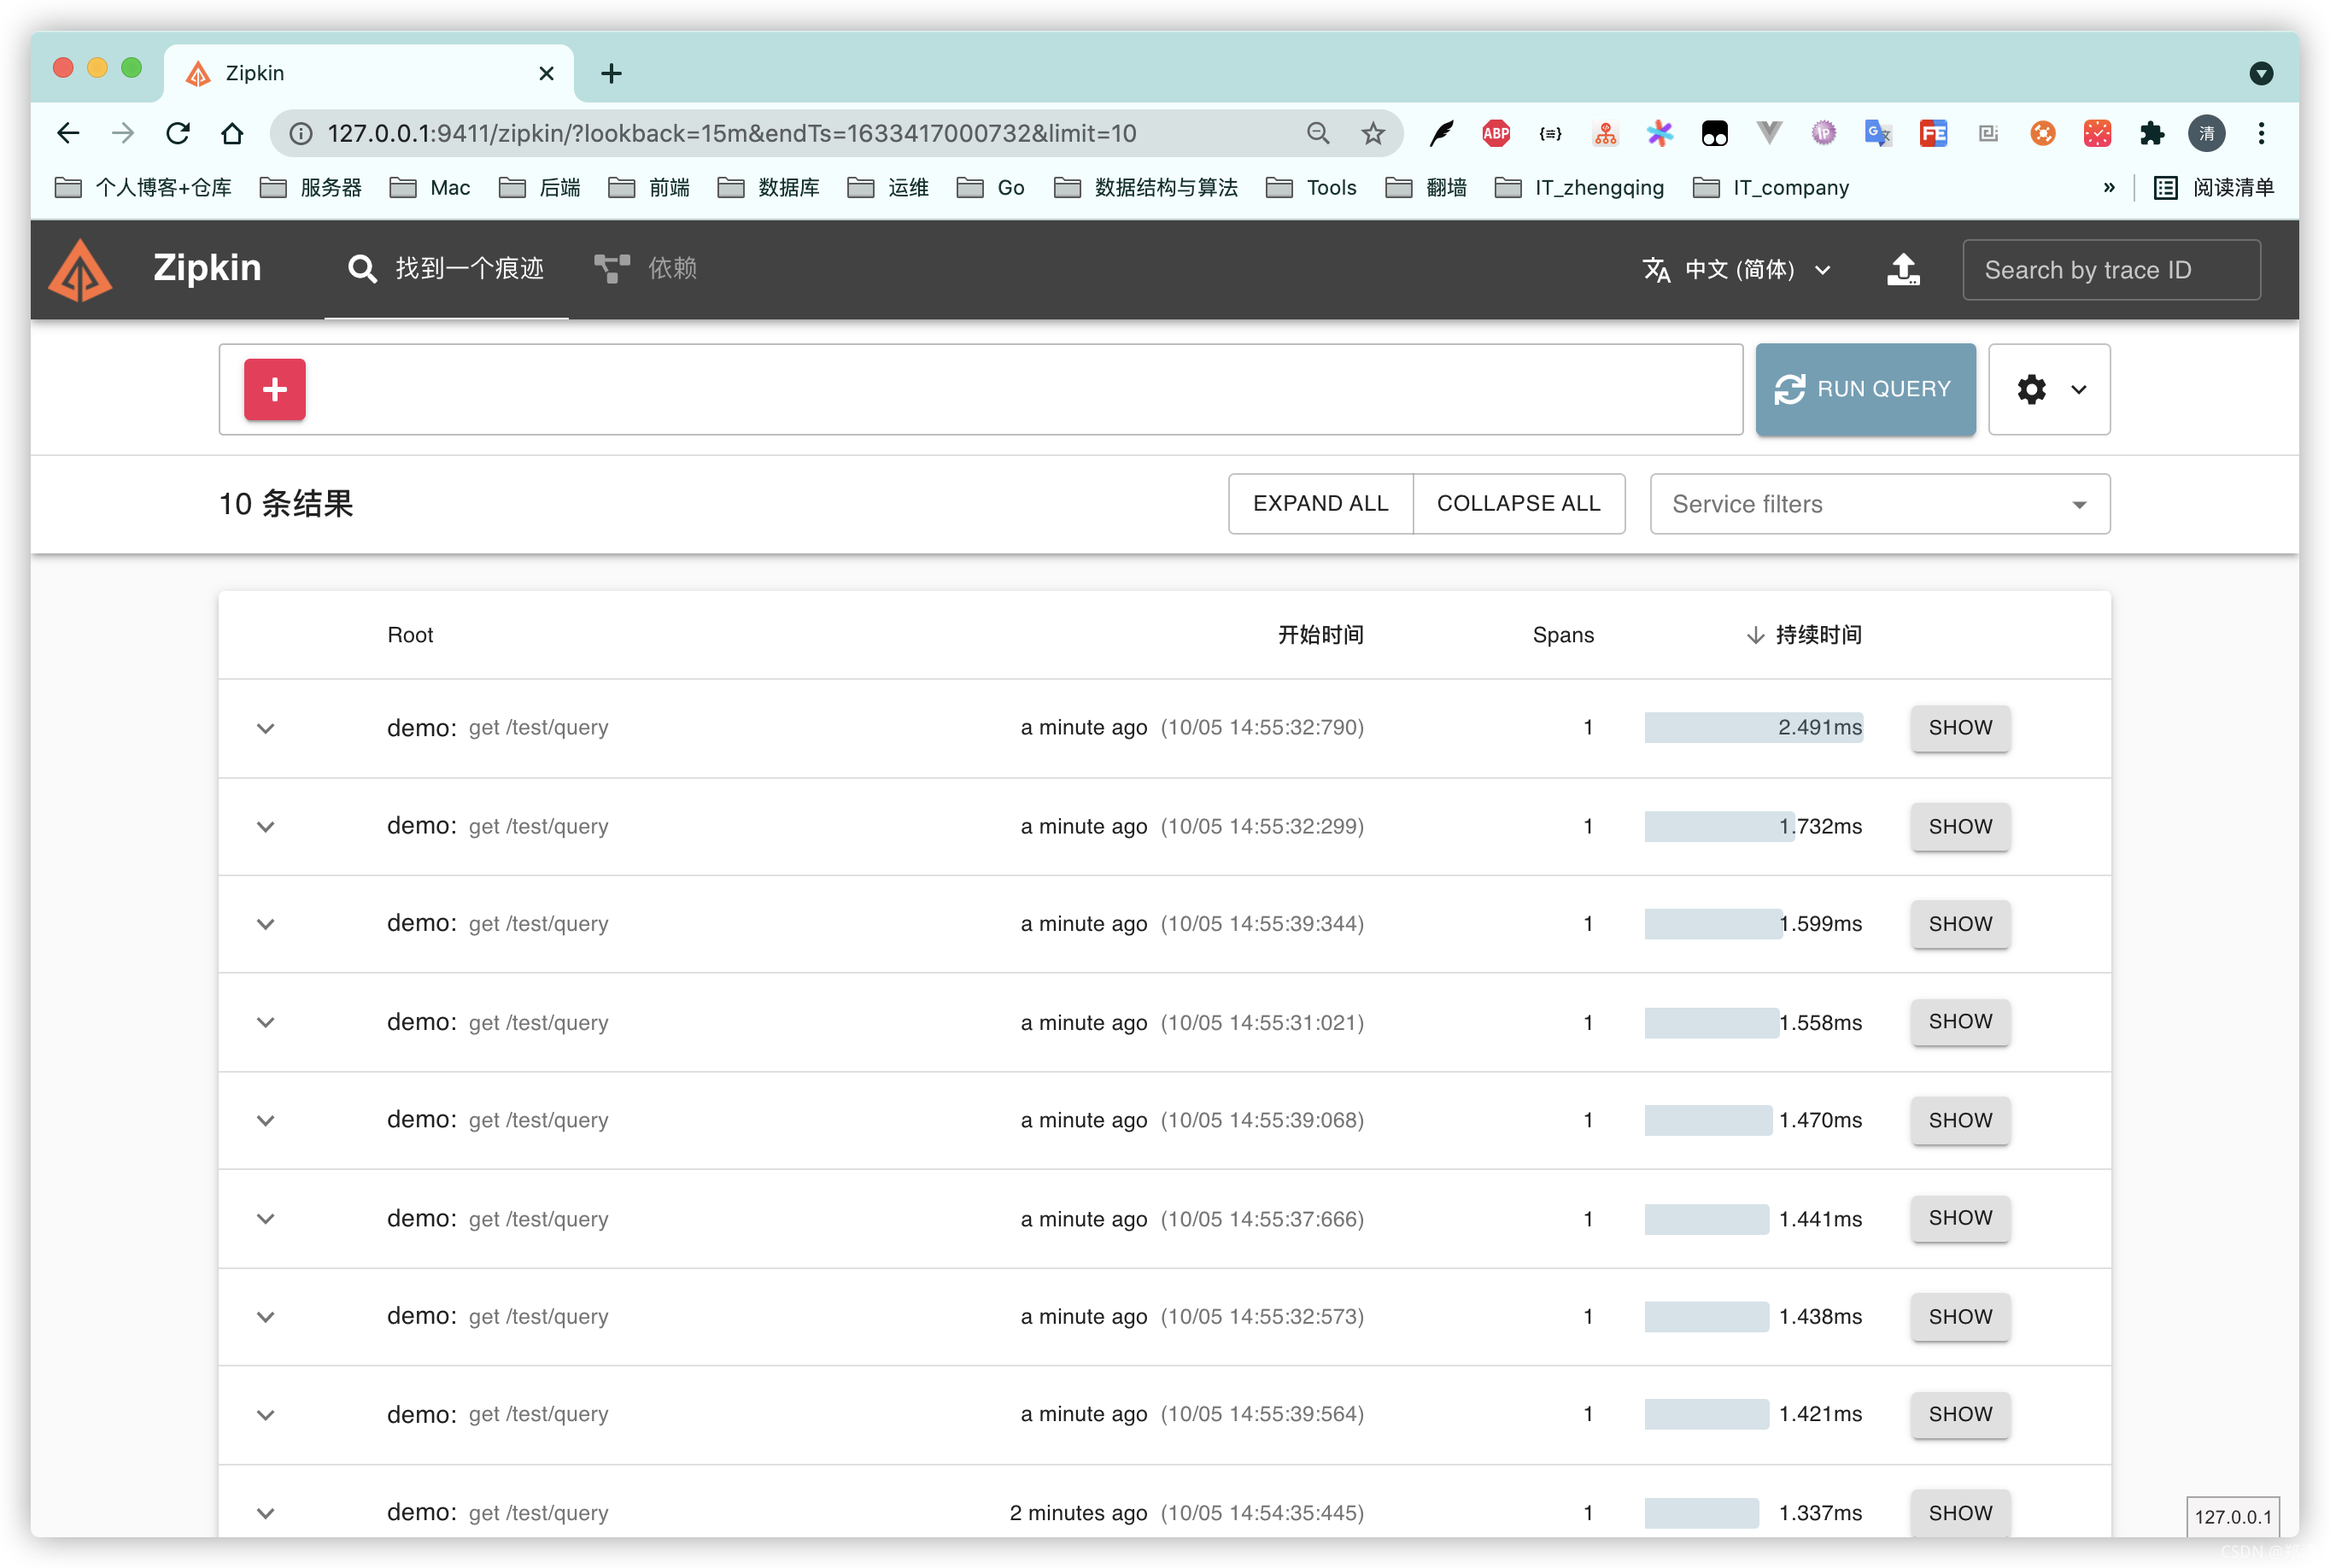 Zipkin
127.0.0.1:9411/zipkin/?lookback=15m&endTs=1633417000732&limit=10
ABP
{≡}
IP
G 文
FE
清
个人博客+仓库 服务器 Mac 后端 前端 数据库 运维 Go 数据结构与算法 Tools 翻墙 IT_zhengqing IT_company » 阅读清单
Zipkin 找到一个痕迹 依赖 中文 (简体) Search by trace ID
RUN QUERY
10 条结果 EXPAND ALL COLLAPSE ALL Service filters
Root 开始时间 Spans 持续时间
demo: get /test/query a minute ago (10/05 14:55:32:790) 1 2.491ms SHOW
demo: get /test/query a minute ago (10/05 14:55:32:299) 1 1.732ms SHOW
demo: get /test/query a minute ago (10/05 14:55:39:344) 1 1.599ms SHOW
demo: get /test/query a minute ago (10/05 14:55:31:021) 1 1.558ms SHOW
demo: get /test/query a minute ago (10/05 14:55:39:068) 1 1.470ms SHOW
demo: get /test/query a minute ago (10/05 14:55:37:666) 1 1.441ms SHOW
demo: get /test/query a minute ago (10/05 14:55:32:573) 1 1.438ms SHOW
demo: get /test/query a minute ago (10/05 14:55:39:564) 1 1.421ms SHOW
demo: get /test/query 2 minutes ago (10/05 14:54:35:445) 1 1.337ms SHOW
127.0.0.1
CSDN